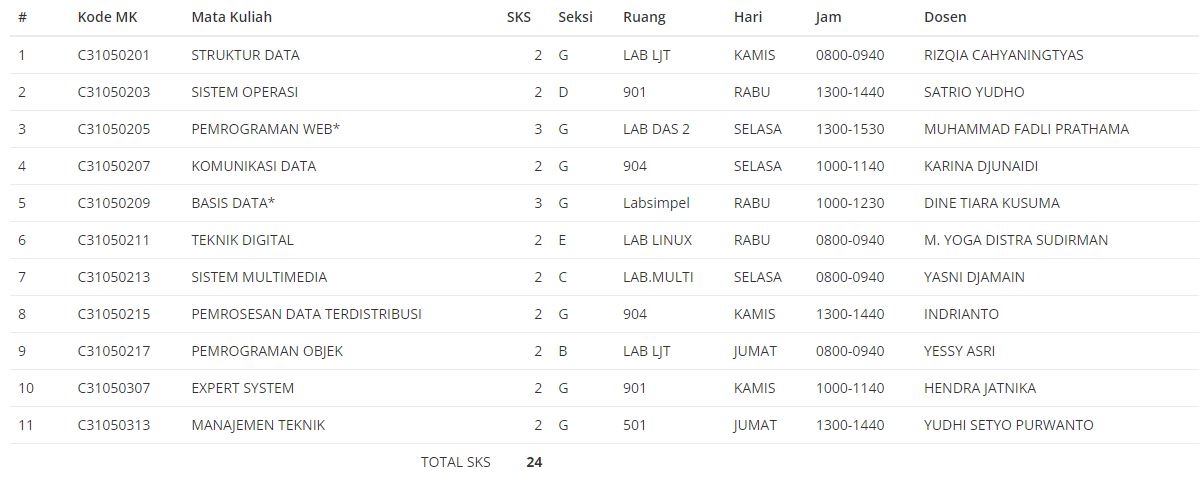 # Kode MK Mata Kuliah SKS Seksi Ruang Hari Jam Dosen
1 C31050201 STRUKTUR DATA 2 G LAB LJT KAMIS 0800-0940 RIZQIA CAHYANINGTYAS
2 C31050203 SISTEM OPERASI 2 D 901 RABU 1300-1440 SATRIO YUDHO
3 C31050205 PEMROGRAMAN WEB* 3 G LAB DAS 2 SELASA 1300-1530 MUHAMMAD FADLI PRATHAMA
4 C31050207 KOMUNIKASI DATA 2 G 904 SELASA 1000-1140 KARINA DJUNAIDI
5 C31050209 BASIS DATA* 3 G Labsimpel RABU 1000-1230 DINE TIARA KUSUMA
6 C31050211 TEKNIK DIGITAL 2 E LAB LINUX RABU 0800-0940 M. YOGA DISTRA SUDIRMAN
7 C31050213 SISTEM MULTIMEDIA 2 C LAB.MULTI SELASA 0800-0940 YASNI DJAMAIN
8 C31050215 PEMROSESAN DATA TERDISTRIBUSI 2 G 904 KAMIS 1300-1440 INDRIANTO
9 C31050217 PEMROGRAMAN OBJEK 2 B LAB LJT JUMAT 0800-0940 YESSY ASRI
10 C31050307 EXPERT SYSTEM 2 G 901 KAMIS 1000-1140 HENDRA JATNIKA
11 C31050313 MANAJEMEN TEKNIK 2 G 501 JUMAT 1300-1440 YUDHI SETYO PURWANTO
TOTAL SKS 24